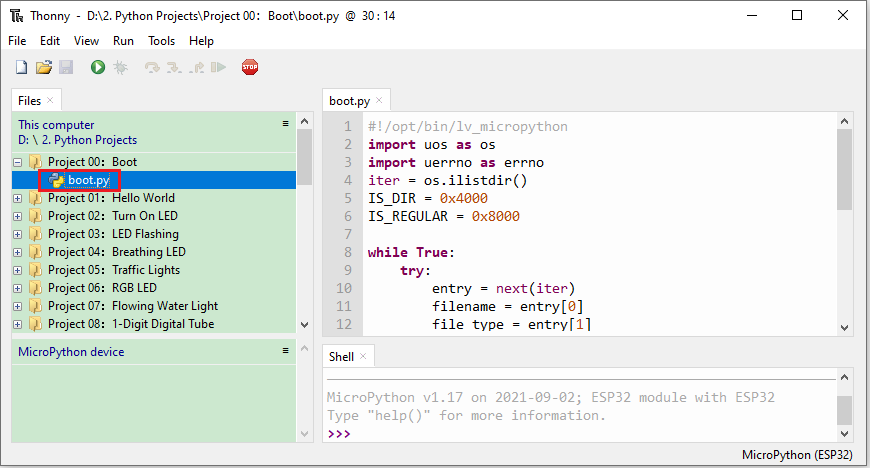 Thonny - D:\2. Python Projects\Project 00: Boot\boot.py @ 30:14
File Edit View Run Tools Help
STOP
Files
This computer
D: \ 2. Python Projects
Project 00: Boot
boot.py
Project 01: Hello World
Project 02: Turn On LED
Project 03: LED Flashing
Project 04: Breathing LED
Project 05: Traffic Lights
Project 06: RGB LED
Project 07: Flowing Water Light
Project 08: 1-Digit Digital Tube
MicroPython device
boot.py
1 #!/opt/bin/lv_micropython
2 import uos as os
3 import uerrno as errno
4 iter = os.ilistdir()
5 IS_DIR = 0x4000
6 IS_REGULAR = 0x8000
7
8 while True:
9     try:
10         entry = next(iter)
11         filename = entry[0]
12         file_type = entry[1]
Shell
MicroPython v1.17 on 2021-09-02; ESP32 module with ESP32
Type "help()" for more information.
>>>
MicroPython (ESP32)